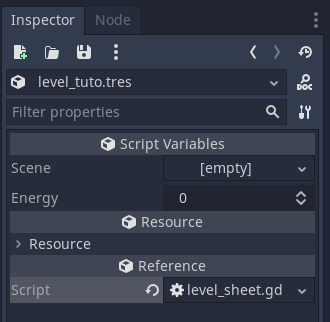 Inspector Node
level_tuto.tres
DOC
Filter properties
Script Variables
Scene [empty]
Energy 0
Resource
Resource
Reference
Script level_sheet.gd